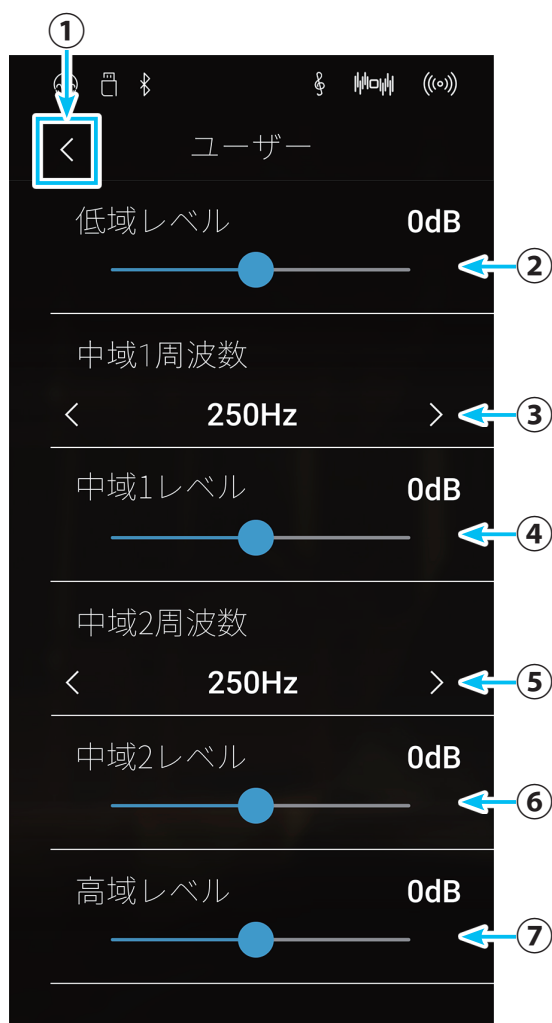 ①
ユーザー
低域レベル 0dB
②
中域1周波数
250Hz
③
中域1レベル 0dB
④
中域2周波数
250Hz
⑤
中域2レベル 0dB
⑥
高域レベル 0dB
⑦